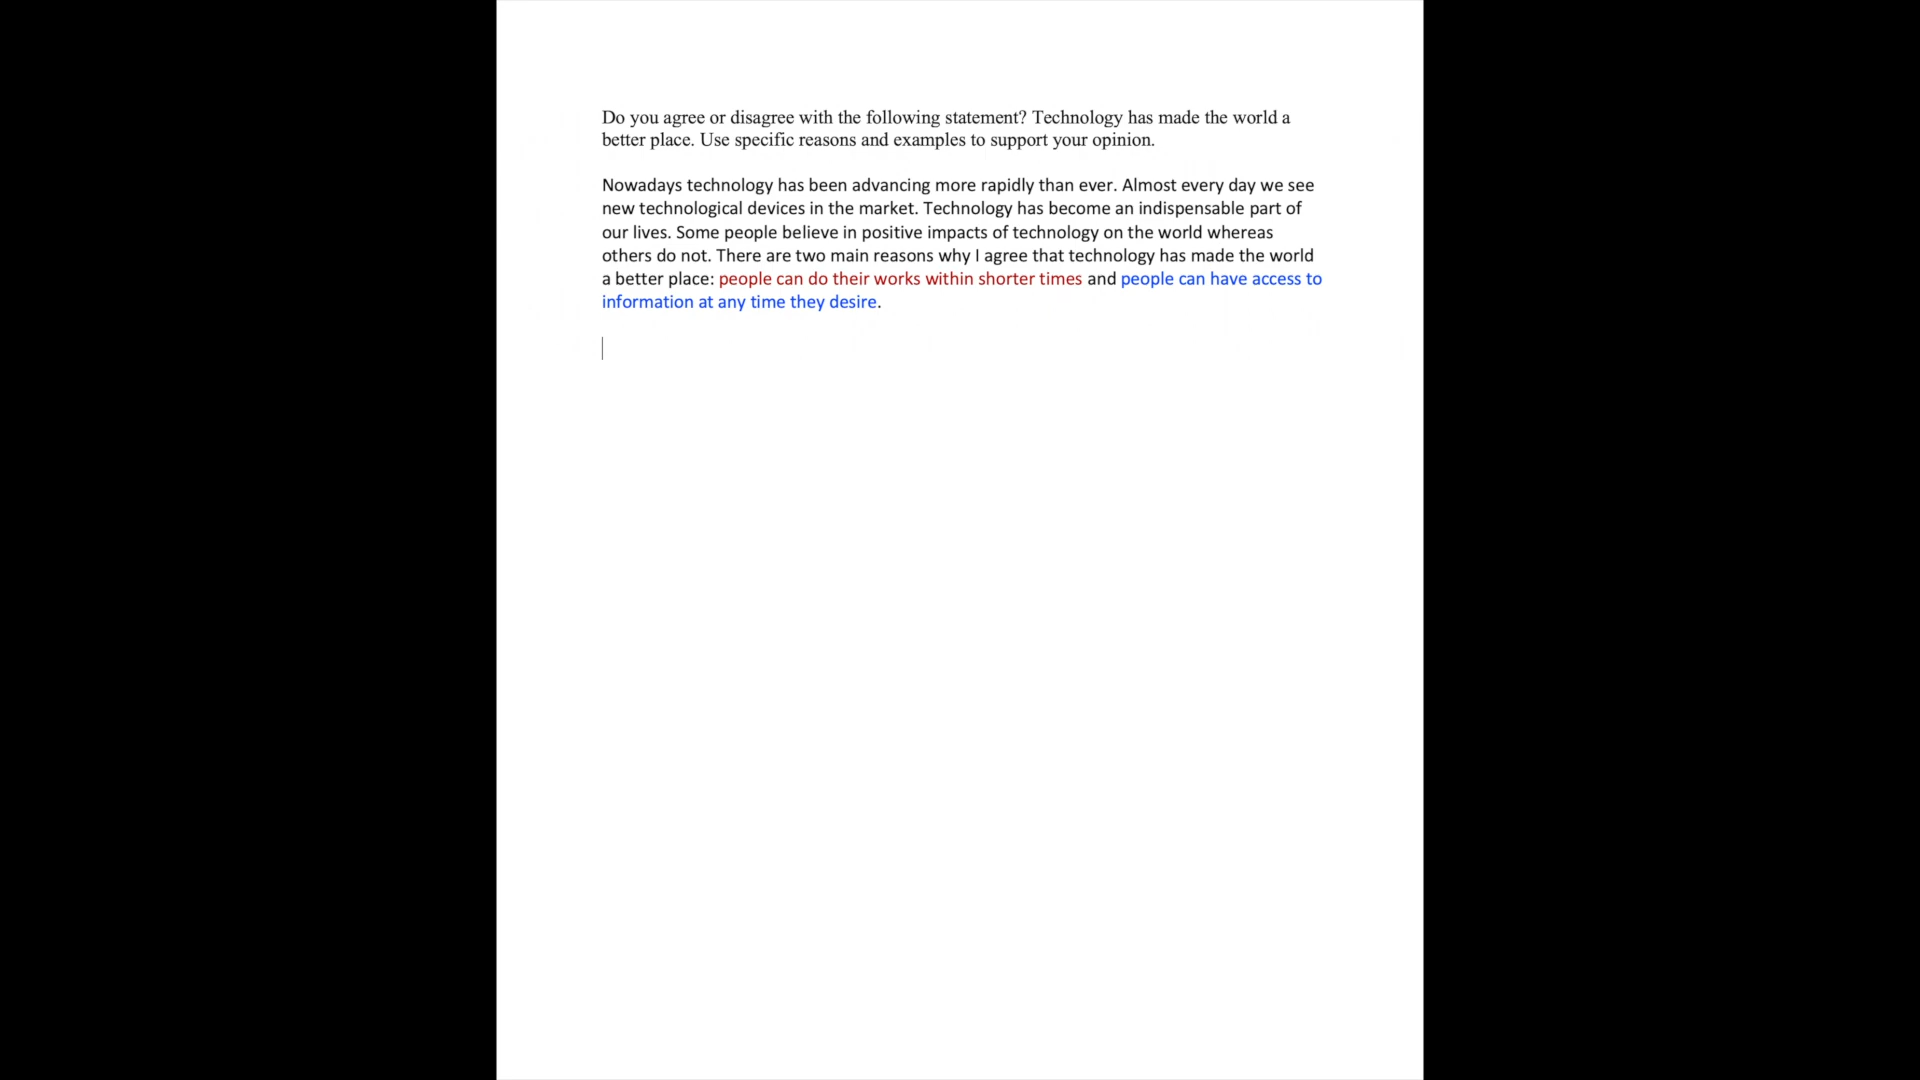 Do you agree or disagree with the following statement? Technology has made the world a
better place. Use specific reasons and examples to support your opinion.
Nowadays technology has been advancing more rapidly than ever. Almost every day we see
new technological devices in the market. Technology has become an indispensable part of
our lives. Some people believe in positive impacts of technology on the world whereas
others do not. There are two main reasons why I agree that technology has made the world
a better place: people can do their works within shorter times and people can have access to
information at any time they desire.